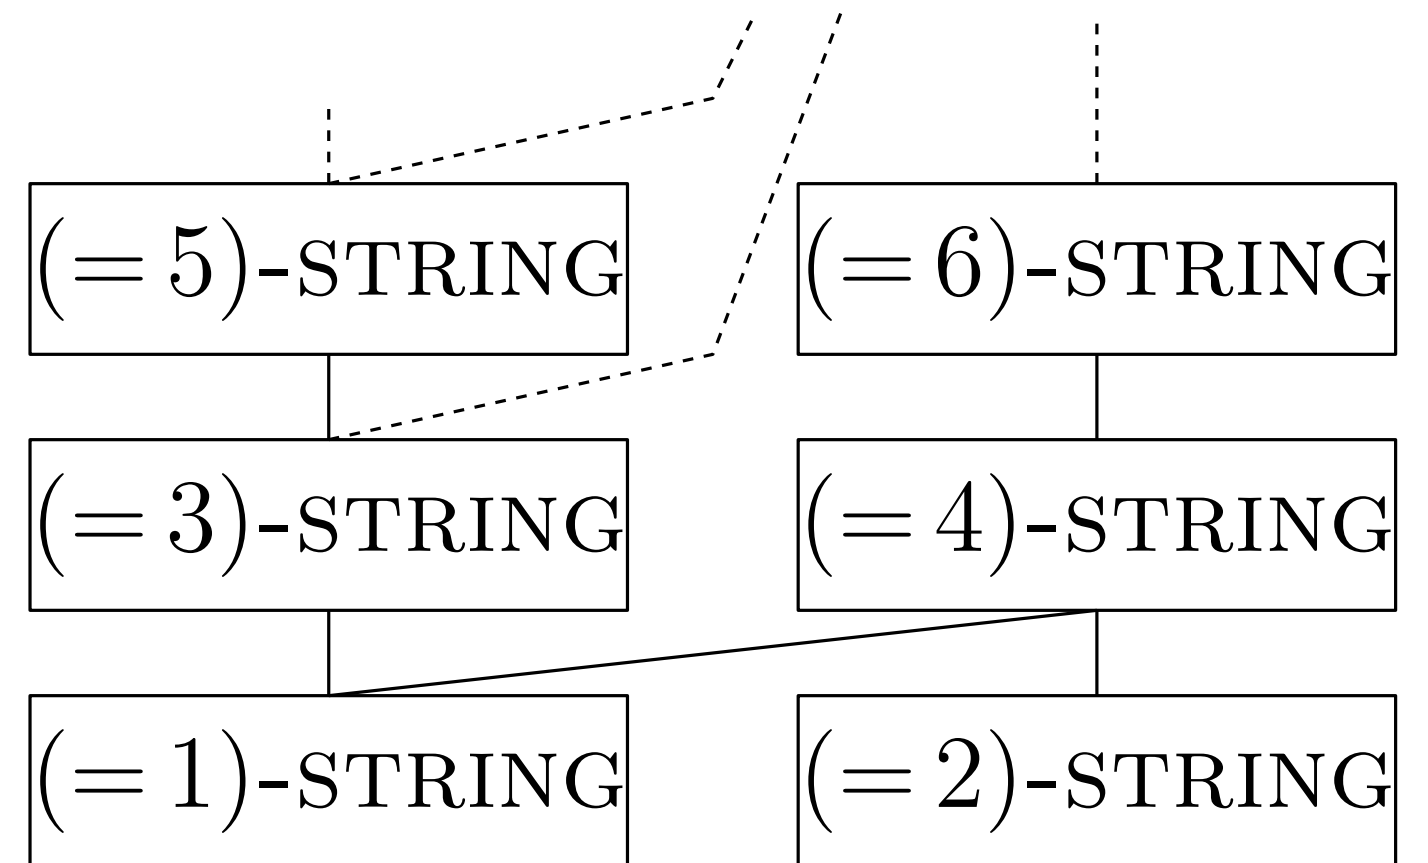 (= 5)-STRING
(= 6)-STRING
(= 3)-STRING
(= 4)-STRING
(= 1)-STRING
(= 2)-STRING